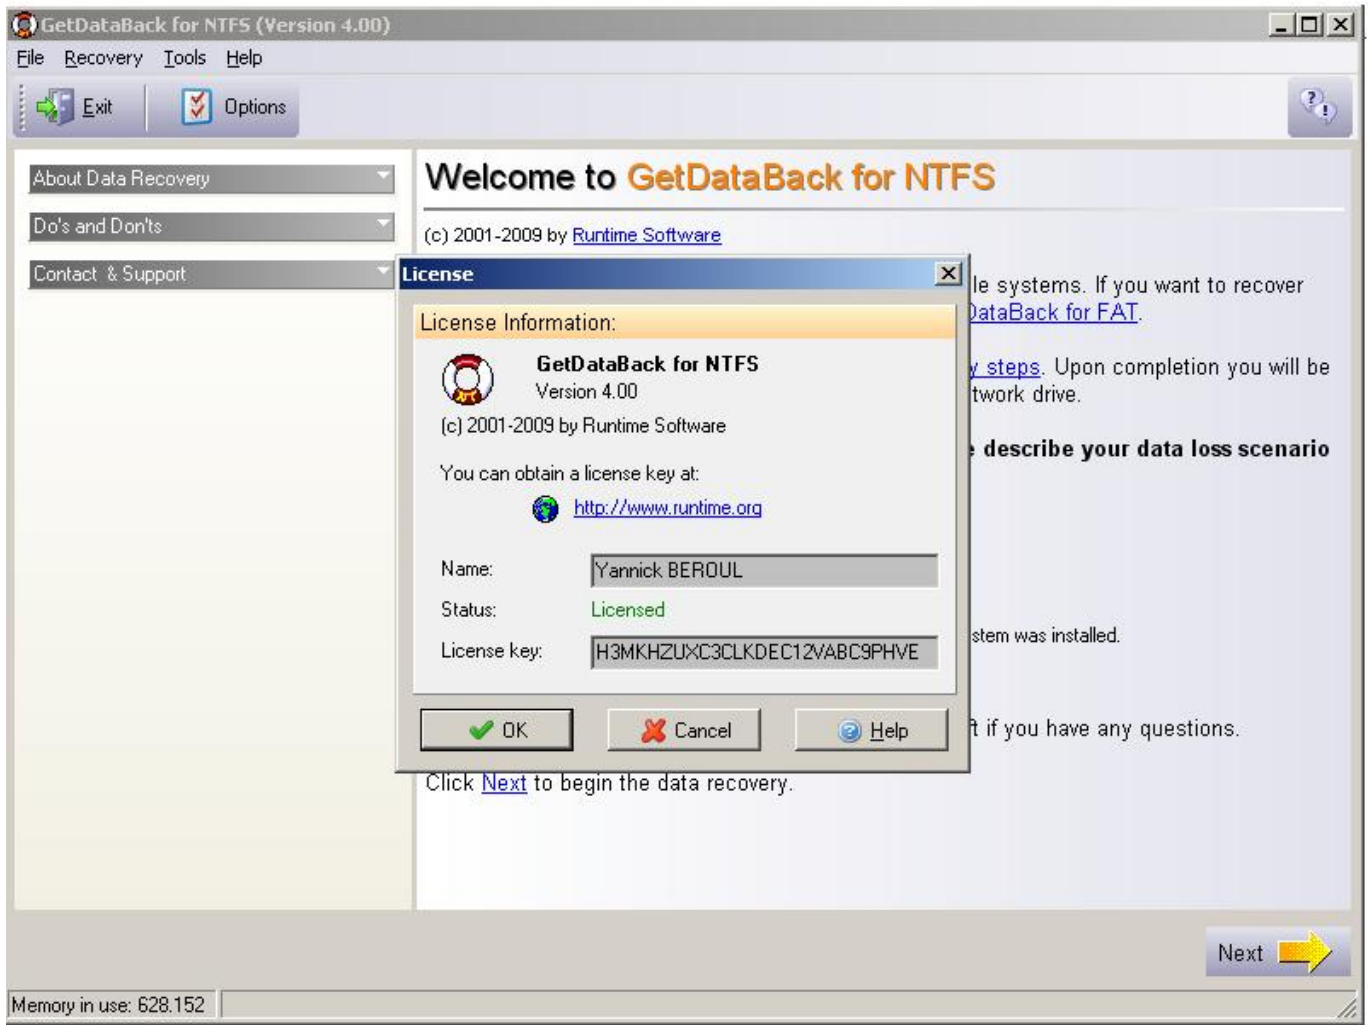 GetDataBack for NTFS (Version 4.00)
File Recovery Tools Help
Exit Options
About Data Recovery
Do's and Don'ts
Contact & Support
Welcome to GetDataBack for NTFS
(c) 2001-2009 by Runtime Software
le systems. If you want to recover
DataBack for FAT.
y steps. Upon completion you will be
twork drive.
e describe your data loss scenario
stem was installed.
t if you have any questions.
Click Next to begin the data recovery.
License
License Information:
GetDataBack for NTFS
Version 4.00
(c) 2001-2009 by Runtime Software
You can obtain a license key at:
http://www.runtime.org
Name: Yannick BEROUL
Status: Licensed
License key: H3MKHZUXC3CLKDEC12VABC9PHVE
OK Cancel Help
Next
Memory in use: 628.152